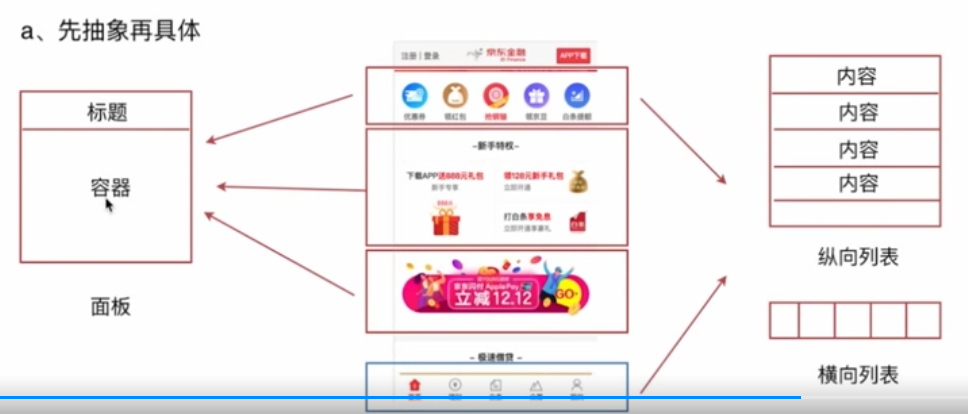 a、先抽象再具体
标题
容器
面板
注册 | 登录
京东金融
JD Finance
APP下载
优惠券
领红包
抢钢镚
领京豆
白条提额
–新手特权–
下载APP送888元礼包
新手专享
领128元新手礼包
立即开通
打白条享免息
立即开通享豪礼
京东闪付 ApplePay
立减12.12
GO
– 极速借贷 –
内容
内容
内容
内容
纵向列表
横向列表